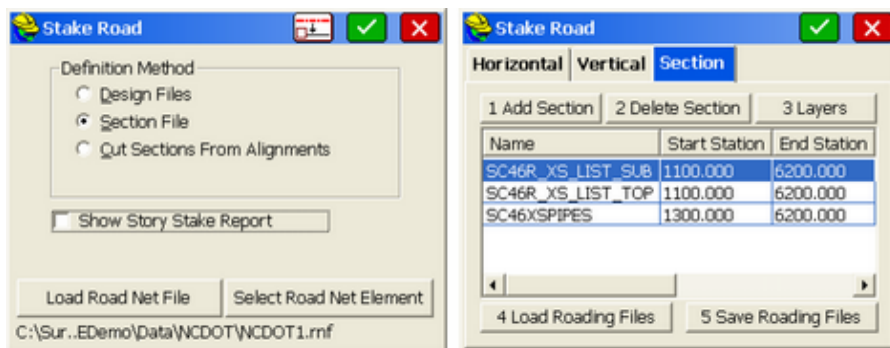 Stake Road
Definition Method
Design Files
Section File
Cut Sections From Alignments
Show Story Stake Report
Load Road Net File
Select Road Net Element
C:\Sur..EDemo\Data\NCDOT\NCDOT1.rnf
Stake Road
Horizontal Vertical Section
1 Add Section 2 Delete Section 3 Layers
Name Start Station End Station
SC46R_XS_LIST_SUB 1100.000 6200.000
SC46R_XS_LIST_TOP 1100.000 6200.000
SC46XSPIPES 1300.000 6200.000
4 Load Roading Files 5 Save Roading Files